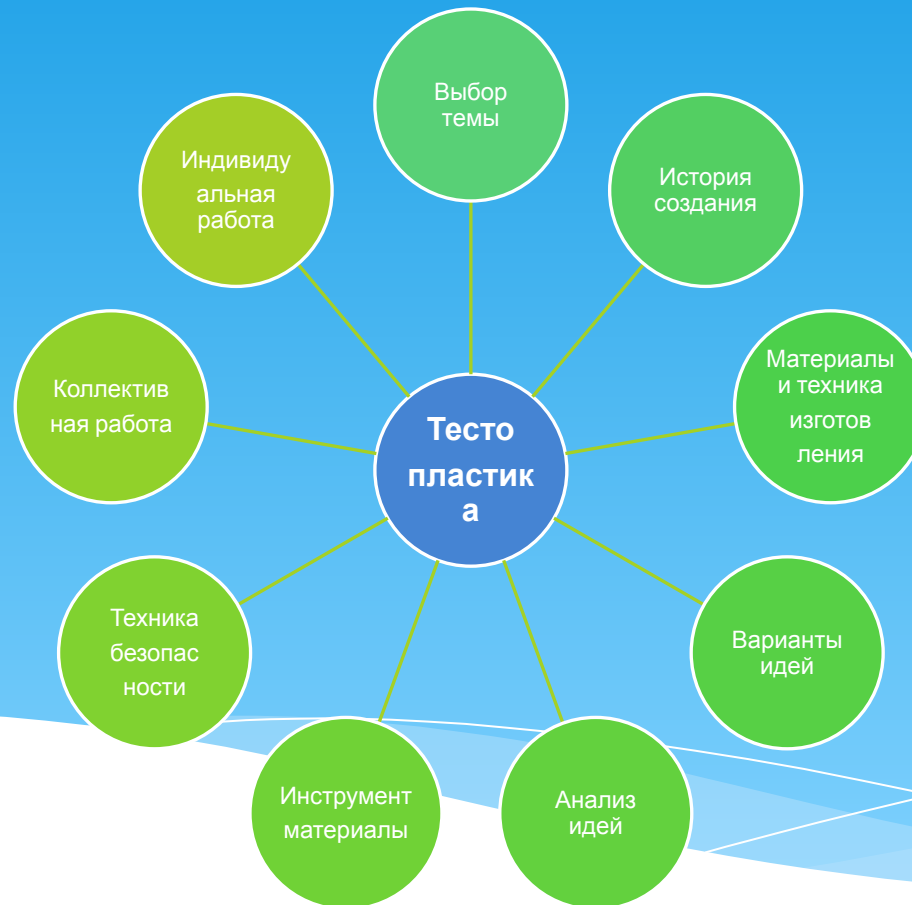 Выбор
темы
История
создания
Материалы
и техника
изготов
ления
Варианты
идей
Анализ
идей
Инструмент
материалы
Техника
безопас
ности
Коллектив
ная работа
Индивиду
альная
работа
Тесто
пластик
а